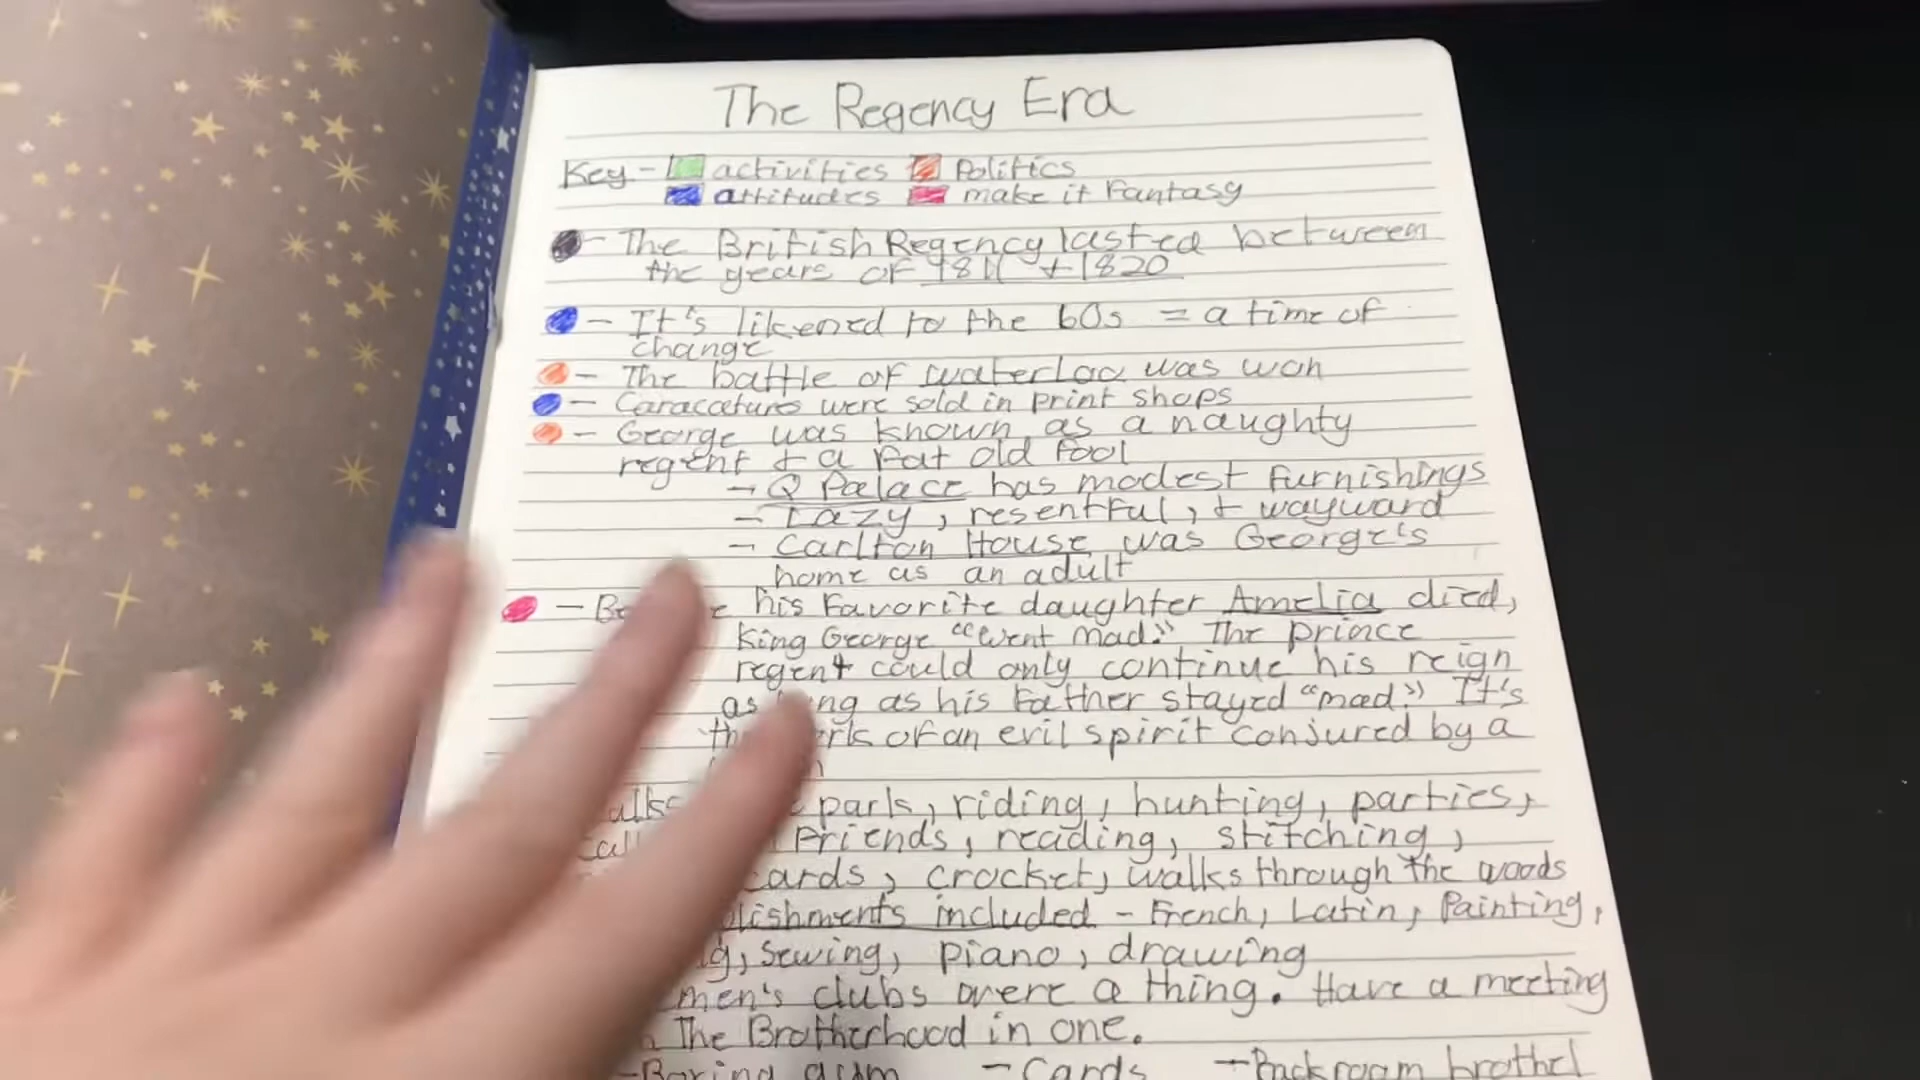 The Regency Era
Key - activities Politics
attitudes make it Fantasy
- The British Regency lasted between
the years of 1811 + 1820
- It's likened to the 60s = a time of
change
- The battle of Waterloo was won
- Caraccatures were sold in print shops
- George was known as a naughty
regent + a fat old fool
- Q Palace has modest furnishings
- Lazy, resentful, + wayward
- Carlton House was George's
home as an adult
- his favorite daughter Amelia died,
King George "went mad." The prince
regent could only continue his reign
as his father stayed "mad." It's
of an evil spirit conjured by a
park, riding, hunting, parties,
friends, reading, stitching,
cards, crocket, walks through the woods
included - French, Latin, Painting,
sewing, piano, drawing
men's clubs were a thing. Have a meeting
The Brotherhood in one.
- Boxing gym - Cards - Backroom brothel